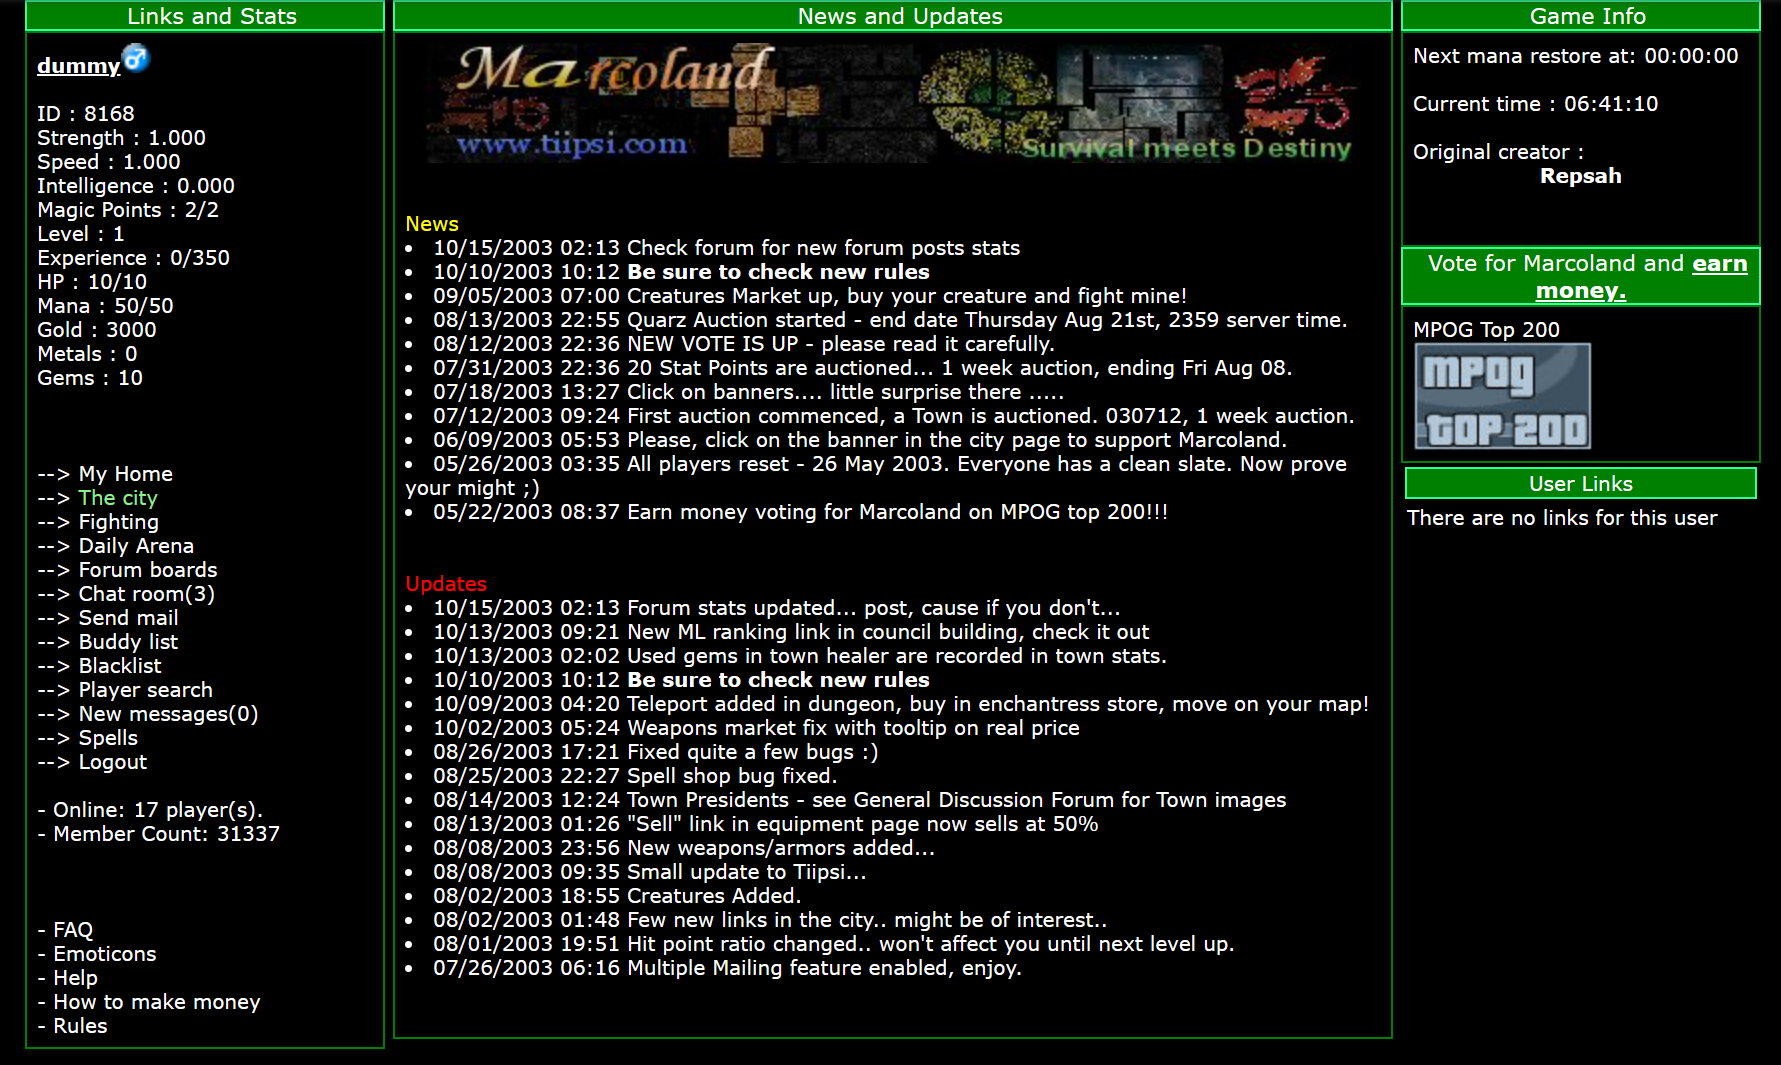 Links and Stats
dummy
ID : 8168
Strength : 1.000
Speed : 1.000
Intelligence : 0.000
Magic Points : 2/2
Level : 1
Experience : 0/350
HP : 10/10
Mana : 50/50
Gold : 3000
Metals : 0
Gems : 10
--> My Home
--> The city
--> Fighting
--> Daily Arena
--> Forum boards
--> Chat room(3)
--> Send mail
--> Buddy list
--> Blacklist
--> Player search
--> New messages(0)
--> Spells
--> Logout
- Online: 17 player(s).
- Member Count: 31337
- FAQ
- Emoticons
- Help
- How to make money
- Rules
News and Updates
Marcoland
www.tiipsi.com
Survival meets Destiny
News
• 10/15/2003 02:13 Check forum for new forum posts stats
• 10/10/2003 10:12 Be sure to check new rules
• 09/05/2003 07:00 Creatures Market up, buy your creature and fight mine!
• 08/13/2003 22:55 Quarz Auction started - end date Thursday Aug 21st, 2359 server time.
• 08/12/2003 22:36 NEW VOTE IS UP - please read it carefully.
• 07/31/2003 22:36 20 Stat Points are auctioned... 1 week auction, ending Fri Aug 08.
• 07/18/2003 13:27 Click on banners.... little surprise there .....
• 07/12/2003 09:24 First auction commenced, a Town is auctioned. 030712, 1 week auction.
• 06/09/2003 05:53 Please, click on the banner in the city page to support Marcoland.
• 05/26/2003 03:35 All players reset - 26 May 2003. Everyone has a clean slate. Now prove
your might ;)
• 05/22/2003 08:37 Earn money voting for Marcoland on MPOG top 200!!!
Updates
• 10/15/2003 02:13 Forum stats updated... post, cause if you don't...
• 10/13/2003 09:21 New ML ranking link in council building, check it out
• 10/13/2003 02:02 Used gems in town healer are recorded in town stats.
• 10/10/2003 10:12 Be sure to check new rules
• 10/09/2003 04:20 Teleport added in dungeon, buy in enchantress store, move on your map!
• 10/02/2003 05:24 Weapons market fix with tooltip on real price
• 08/26/2003 17:21 Fixed quite a few bugs :)
• 08/25/2003 22:27 Spell shop bug fixed.
• 08/14/2003 12:24 Town Presidents - see General Discussion Forum for Town images
• 08/13/2003 01:26 "Sell" link in equipment page now sells at 50%
• 08/08/2003 23:56 New weapons/armors added...
• 08/08/2003 09:35 Small update to Tiipsi...
• 08/02/2003 18:55 Creatures Added.
• 08/02/2003 01:48 Few new links in the city.. might be of interest..
• 08/01/2003 19:51 Hit point ratio changed.. won't affect you until next level up.
• 07/26/2003 06:16 Multiple Mailing feature enabled, enjoy.
Game Info
Next mana restore at: 00:00:00
Current time : 06:41:10
Original creator :
Repsah
Vote for Marcoland and earn
money.
MPOG Top 200
MPOG
TOP 200
User Links
There are no links for this user